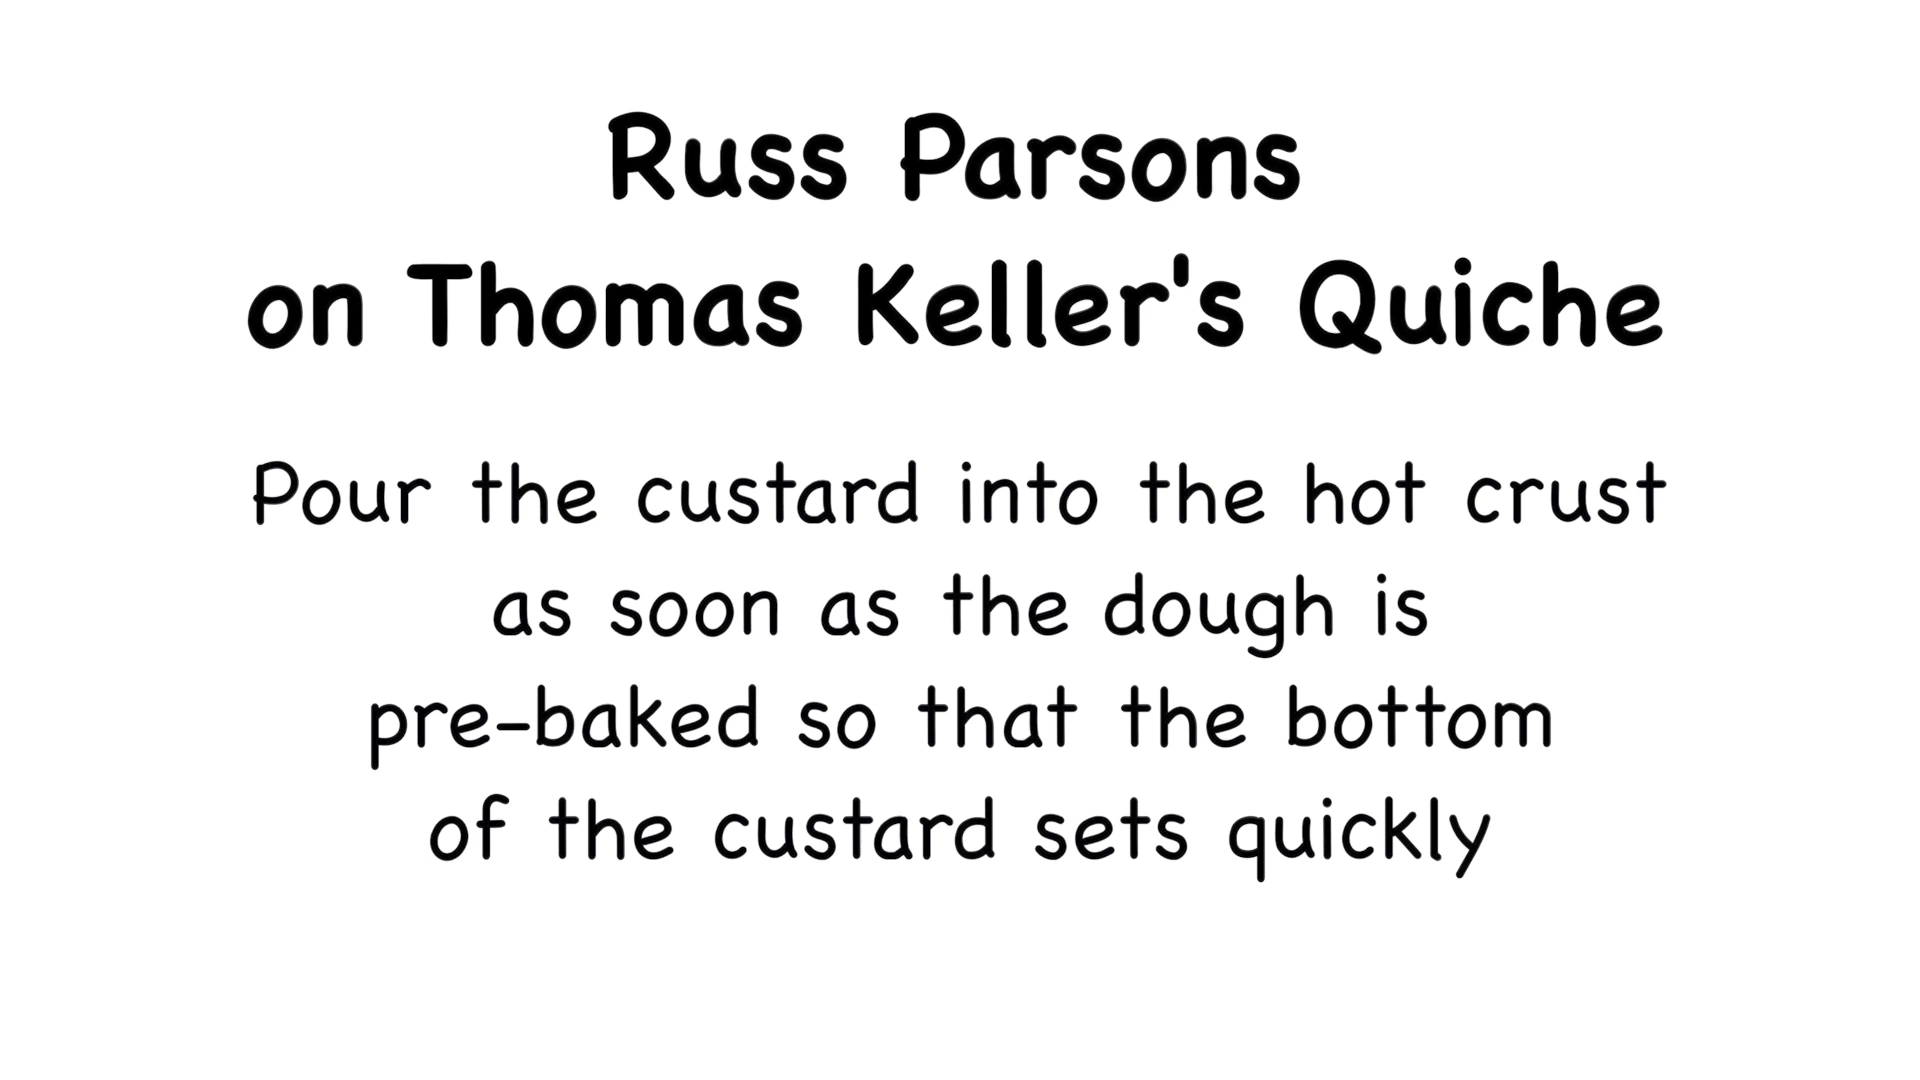 Russ Parsons
on Thomas Keller's Quiche
Pour the custard into the hot crust
as soon as the dough is
pre-baked so that the bottom
of the custard sets quickly